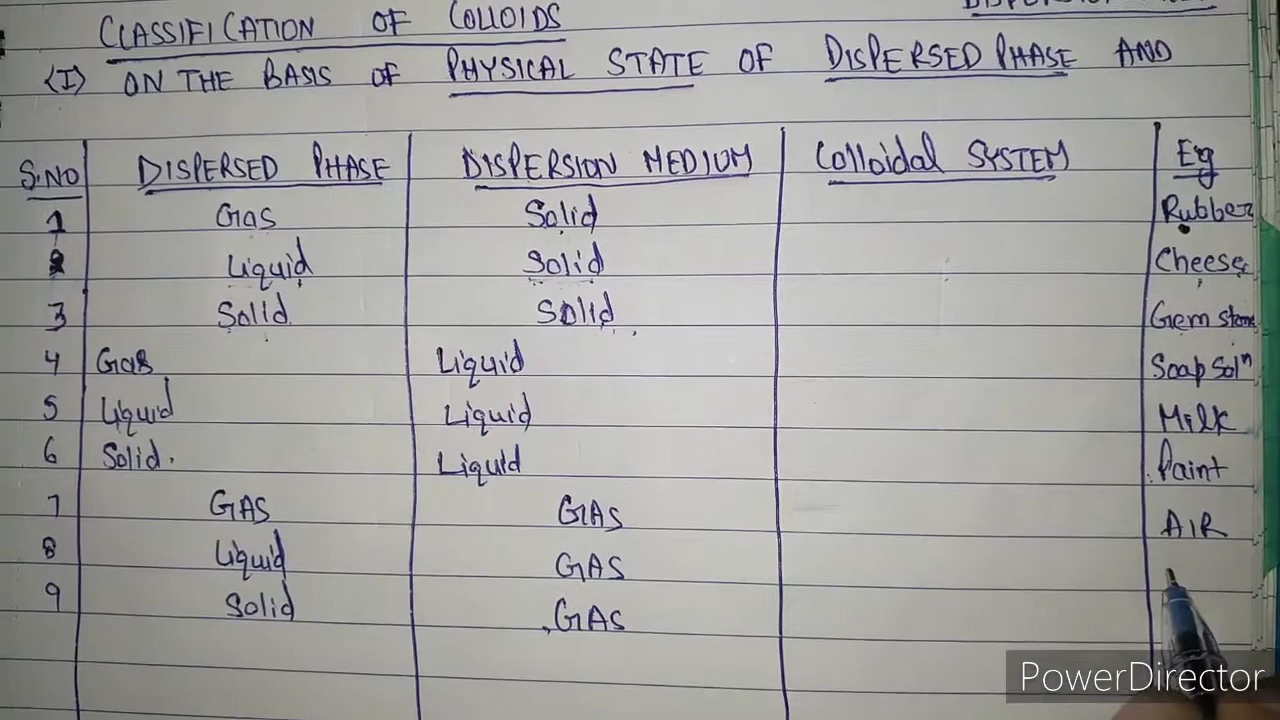 CLASSIFICATION OF COLLOIDS
(I) ON THE BASIS OF PHYSICAL STATE OF DISPERSED PHASE AND
S.NO DISPERSED PHASE DISPERSION MEDIUM Colloidal SYSTEM Eg
1 Gas Solid Rubber
2 Liquid Solid Cheese
3 Solid Solid Gem stone
4 Gas Liquid Soap Solⁿ
5 Liquid Liquid Milk
6 Solid. Liquid Paint
7 GAS GAS AIR
8 Liquid GAS
9 Solid GAS
PowerDirector